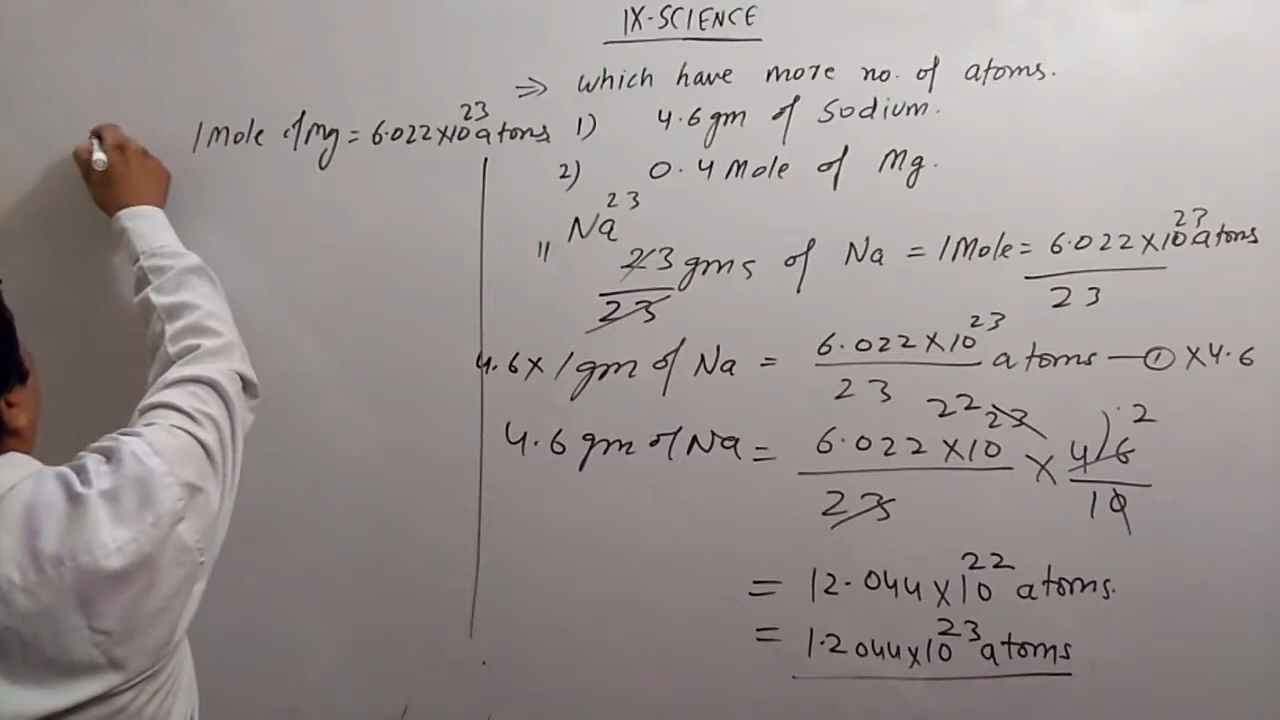 IX-SCIENCE
=> which have more no. of atoms.
1) 4.6 gm of Sodium.
2) 0.4 Mole of Mg.
Na 23
" 23 gms of Na = 1 Mole = 6.022 X 10 23 atoms
23 23
4.6 X 1 gm of Na = 6.022 X 10 23 atoms — ① X 4.6
23
4.6 gm of Na = 6.022 X 10 23 22 X 4.6 2
23 10
= 12.044 X 10 22 atoms.
= 1.2044 X 10 23 atoms
1 Mole of Mg = 6.022 X 10 23 atoms